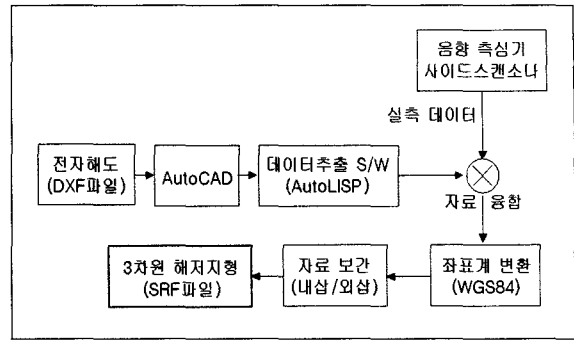 음향 측심기
사이드스캔소나
실측 데이터
전자해도
(DXF파일)
AutoCAD
데이터추출 S/W
(AutoLISP)
자료 융합
3차원 해저지형
(SRF파일)
자료 보간
(내삽/외삽)
좌표계 변환
(WGS84)